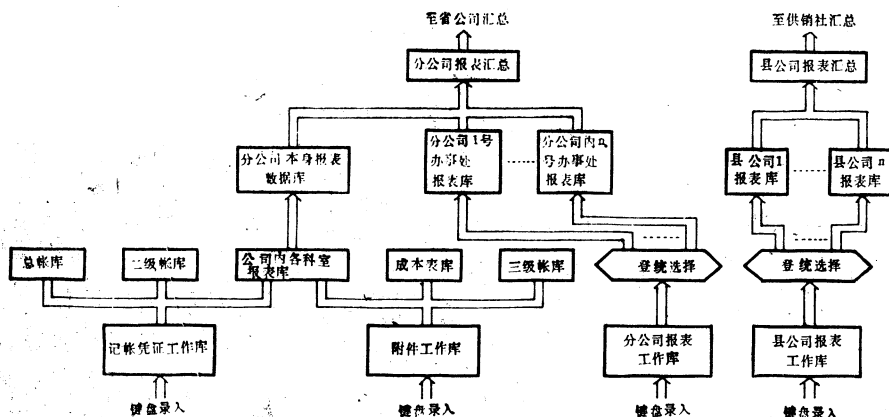 至省公司汇总
至供销社汇总
分公司报表汇总
县公司报表汇总
分公司本身报表
数据库
分公司1号
办事处
报表库
分公司内n
号办事处
报表库
县公司1
报表库
县公司n
报表库
总帐库
二级帐库
公司内各科室
报表库
成本表库
三级帐库
登统选择
登统选择
记帐凭证工作库
附件工作库
分公司报表
工作库
县公司报表
工作库
键盘录入
键盘录入
键盘录入
键盘录入